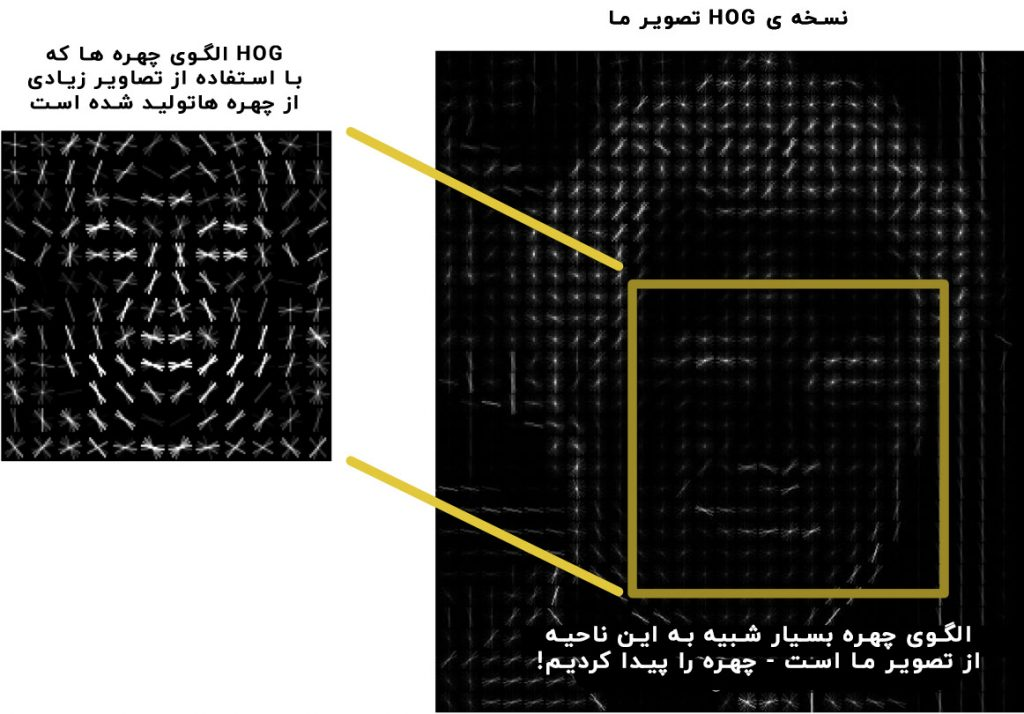 نسخه ی HOG تصویر ما
HOG الگوی چهره ها که
با استفاده از تصاویر زیادی
از چهره هاتولید شده است
الگوی چهره بسیار شبیه به این ناحیه
از تصویر ما است - چهره را پیدا کردیم!